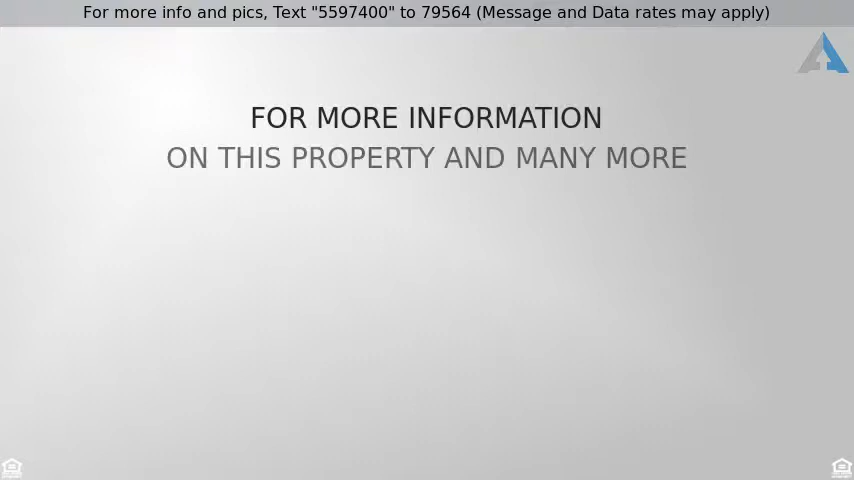 For more info and pics, Text "5597400" to 79564 (Message and Data rates may apply)
FOR MORE INFORMATION
ON THIS PROPERTY AND MANY MORE